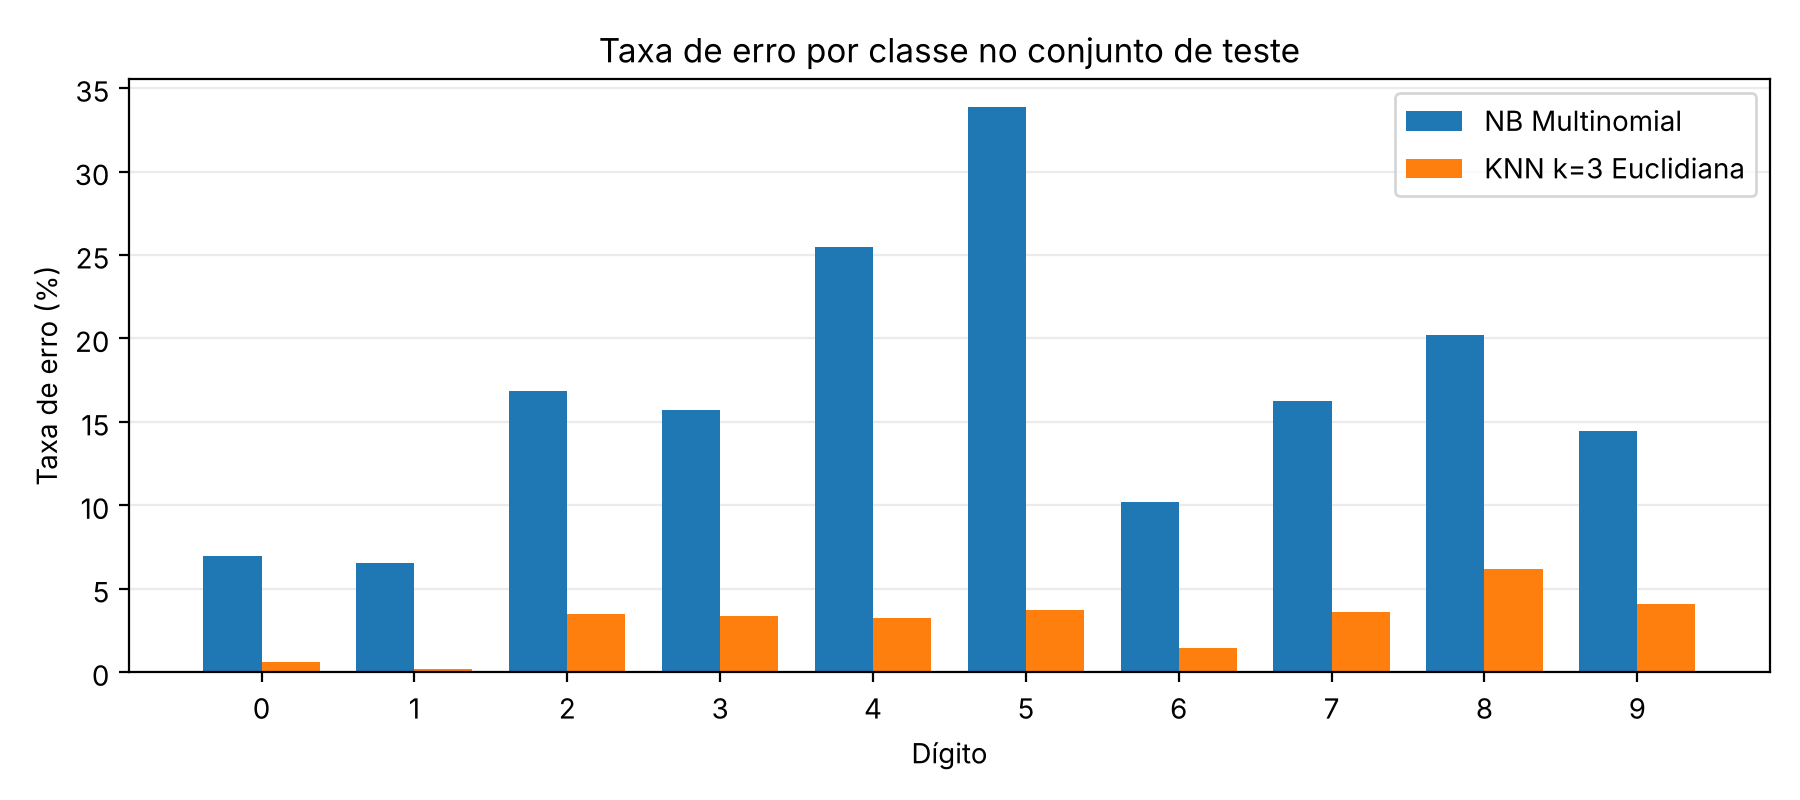 Taxa de erro por classe no conjunto de teste
NB Multinomial
KNN k=3 Euclidiana
Taxa de erro (%)
35
30
25
20
15
10
5
0
0 1 2 3 4 5 6 7 8 9
Dígito